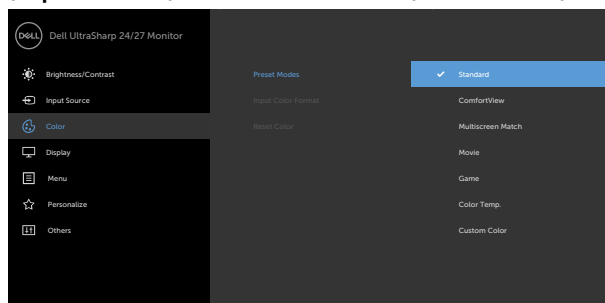 DELL Dell UltraSharp 24/27 Monitor
Brightness/Contrast Preset Modes Standard
Input Source Input Color Format ComfortView
Color Reset Color Multiscreen Match
Display Movie
Menu Game
Personalize Color Temp.
Others Custom Color